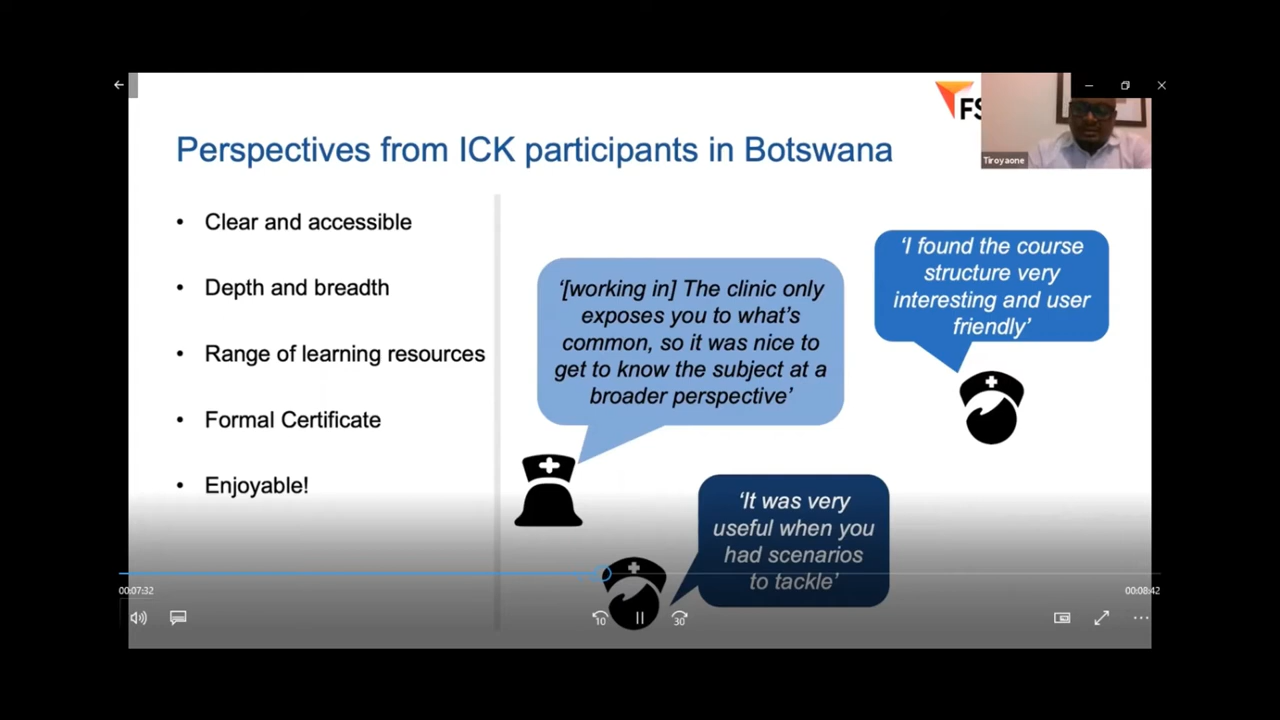 FS
Perspectives from ICK participants in Botswana
Tiroyaone
• Clear and accessible
• Depth and breadth
• Range of learning resources
• Formal Certificate
• Enjoyable!
‘[working in] The clinic only
exposes you to what’s
common, so it was nice to
get to know the subject at a
broader perspective’
‘I found the course
structure very
interesting and user
friendly’
‘It was very
useful when you
had scenarios
to tackle’
00:07:32
00:08:42
10
30